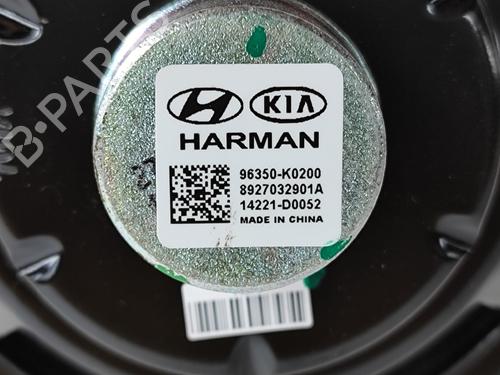 B-PARTS
KIA
HARMAN
96350-K0200
8927032901A
14221-D0052
MADE IN CHINA